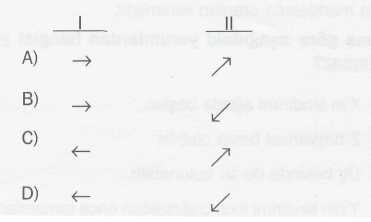 I II
A) → ↗
B) → ↙
C) ← ↗
D) ← ↙